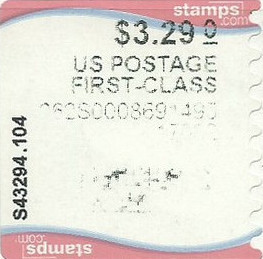 stamps.com
$3.29 0
US POSTAGE
FIRST-CLASS
S43294.104
stamps.com